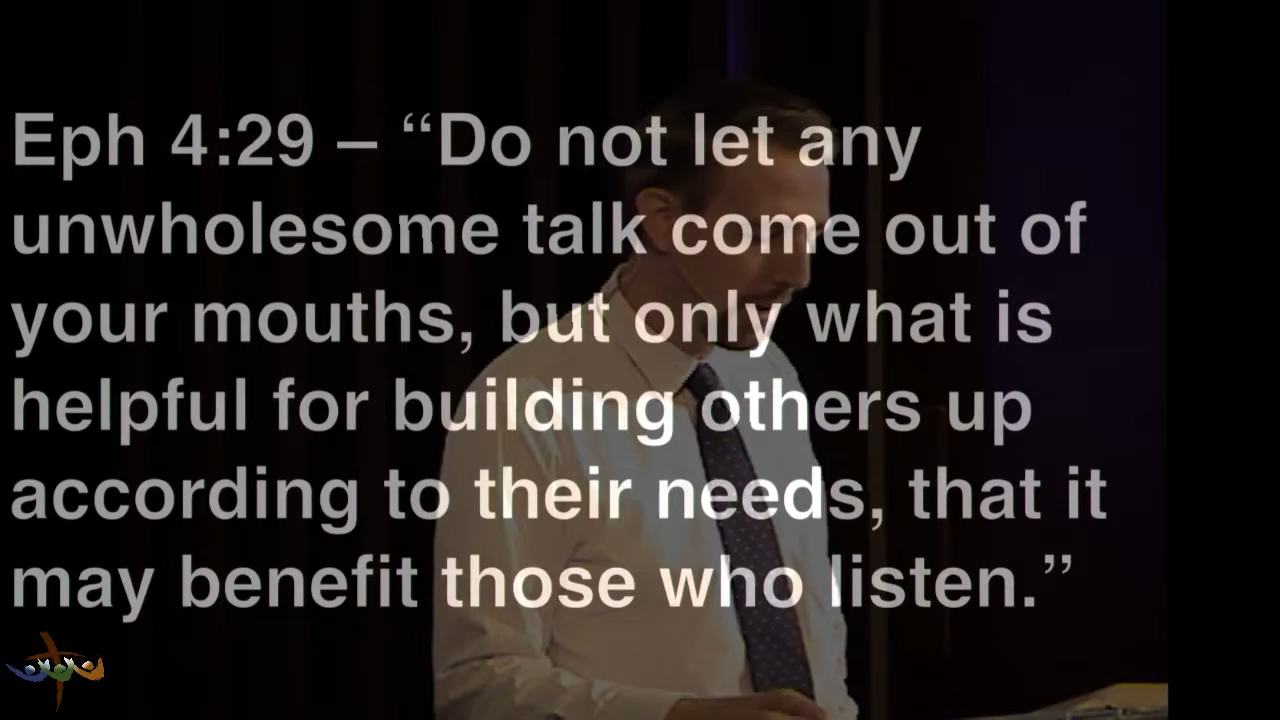 Eph 4:29 – “Do not let any
unwholesome talk come out of
your mouths, but only what is
helpful for building others up
according to their needs, that it
may benefit those who listen.”